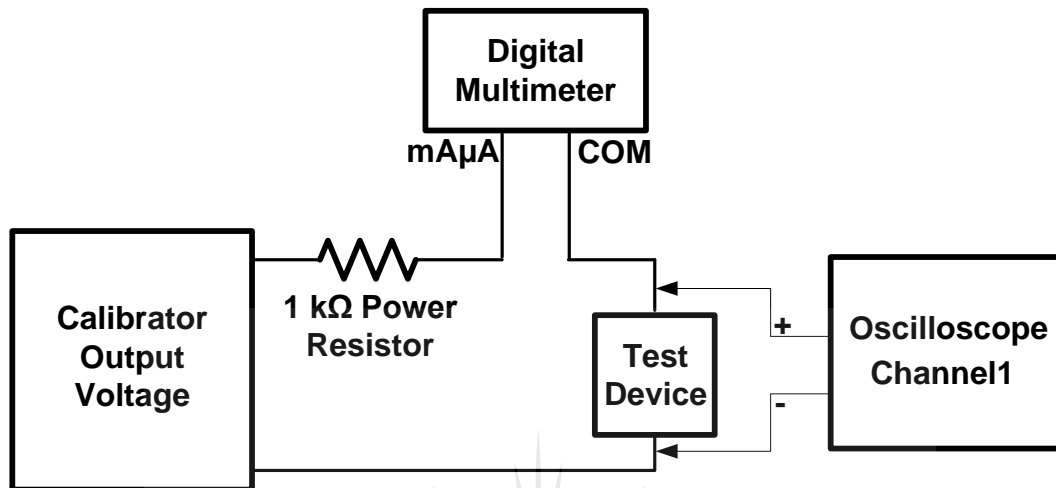 Digital
Multimeter
mAµA
COM
1 kΩ Power
Resistor
Calibrator
Output
Voltage
Test
Device
+
-
Oscilloscope
Channel1